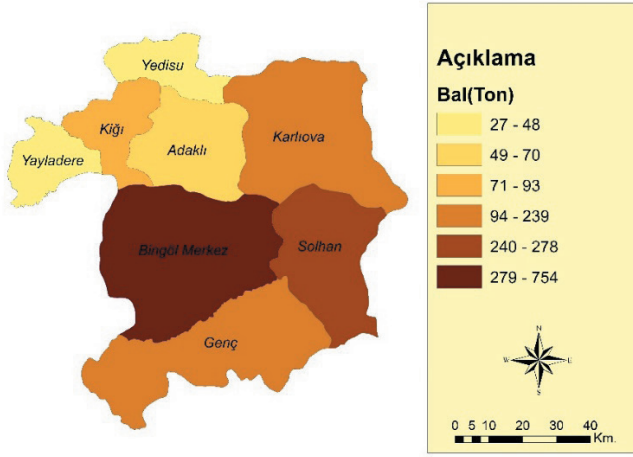 Yedisu
Kiğı
Adaklı
Karlıova
Yayladere
Bingöl Merkez
Solhan
Genç
Açıklama
Bal(Ton)
27 - 48
49 - 70
71 - 93
94 - 239
240 - 278
279 - 754
N
W
E
S
0 5 10 20 30 40
Km.